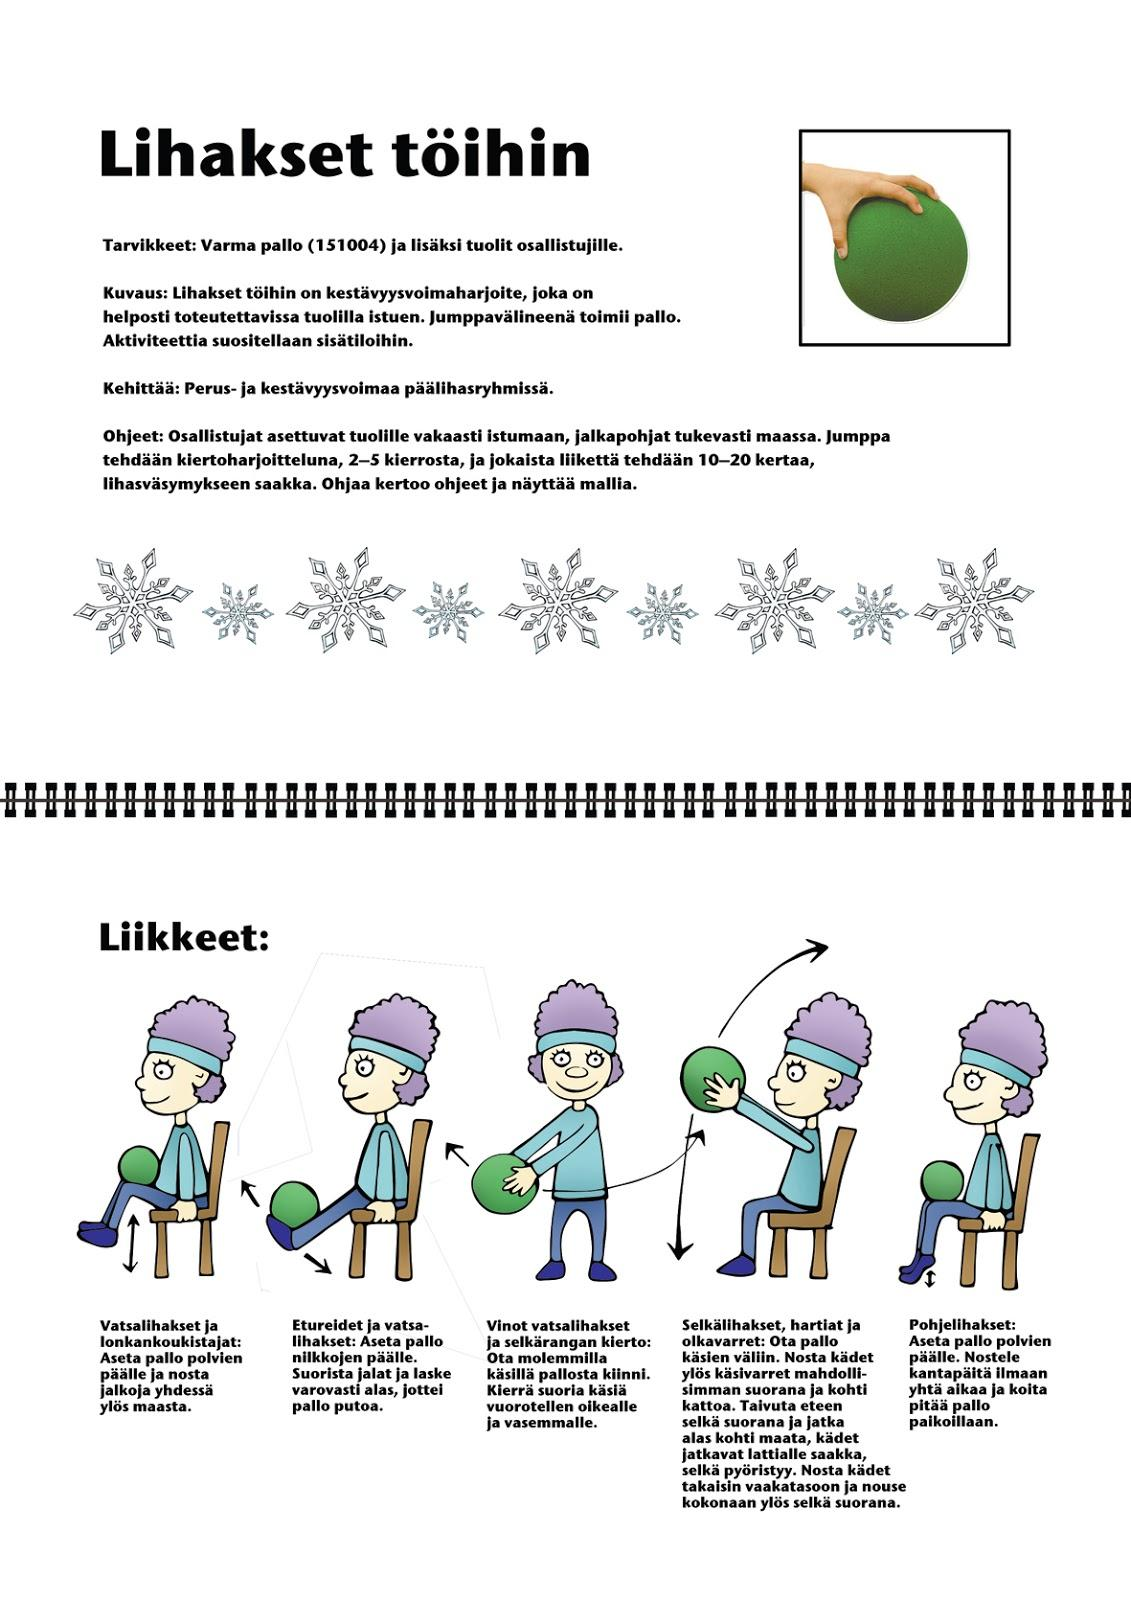 Lihakset töihin
Tarvikkeet: Varma pallo (151004) ja lisäksi tuolit osallistujille.
Kuvaus: Lihakset töihin on kestävyysvoimaharjoite, joka on
helposti toteutettavissa tuolilla istuen. Jumppavälineenä toimii pallo.
Aktiviteettia suositellaan sisätiloihin.
Kehittää: Perus- ja kestävyysvoimaa päälihasryhmissä.
Ohjeet: Osallistujat asettuvat tuolille vakaasti istumaan, jalkapohjat tukevasti maassa. Jumppa
tehdään kiertoharjoitteluna, 2–5 kierrosta, ja jokaista liikettä tehdään 10–20 kertaa,
lihasväsymykseen saakka. Ohjaa kertoo ohjeet ja näyttää mallia.
Liikkeet:
Vatsalihakset ja
lonkankoukistajat:
Aseta pallo polvien
päälle ja nosta
jalkoja yhdessä
ylös maasta.
Etureidet ja vatsa-
lihakset: Aseta pallo
nilkkojen päälle.
Suorista jalat ja laske
varovasti alas, jottei
pallo putoa.
Vinot vatsalihakset
ja selkärangan kierto:
Ota molemmilla
käsillä pallosta kiinni.
Kierrä suoria käsiä
vuorotellen oikealle
ja vasemmalle.
Selkälihakset, hartiat ja
olkavarret: Ota pallo
käsien väliin. Nosta kädet
ylös käsivarret mahdolli-
simman suorana ja kohti
kattoa. Taivuta eteen
selkä suorana ja jatka
alas kohti maata, kädet
jatkavat lattialle saakka,
selkä pyöristyy. Nosta kädet
takaisin vaakatasoon ja nouse
kokonaan ylös selkä suorana.
Pohjelihakset:
Aseta pallo polvien
päälle. Nostele
kantapäitä ilmaan
yhtä aikaa ja koita
pitää pallo
paikoillaan.